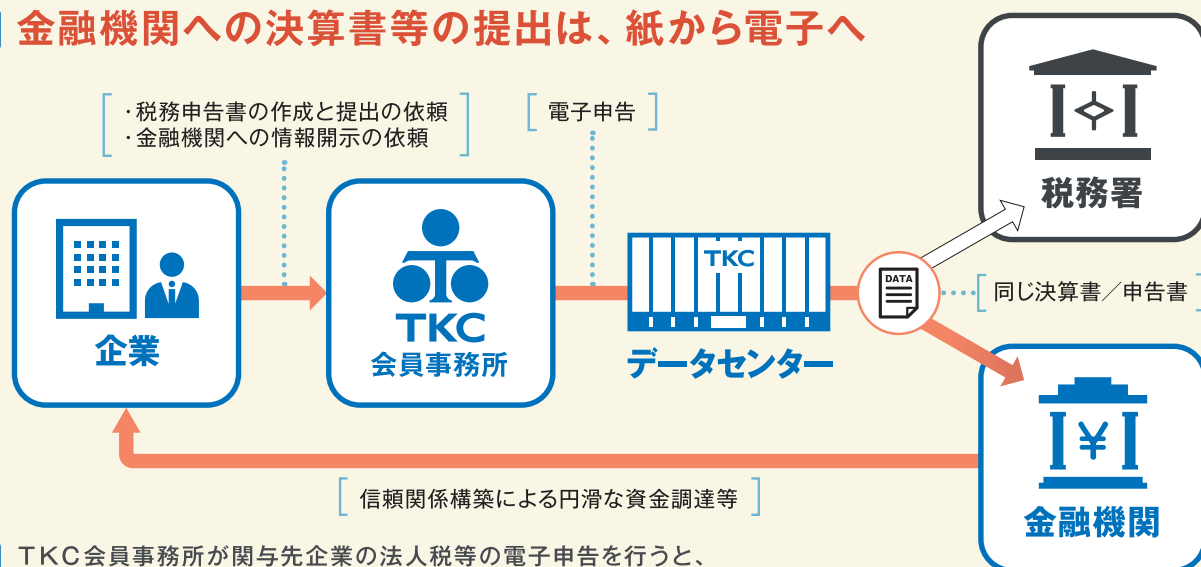 金融機関への決算書等の提出は、紙から電子へ
・税務申告書の作成と提出の依頼
・金融機関への情報開示の依頼
電子申告
税務署
企業
TKC
会員事務所
TKC
データセンター
DATA
同じ決算書／申告書
金融機関
信頼関係構築による円滑な資金調達等
TKC会員事務所が関与先企業の法人税等の電子申告を行うと、